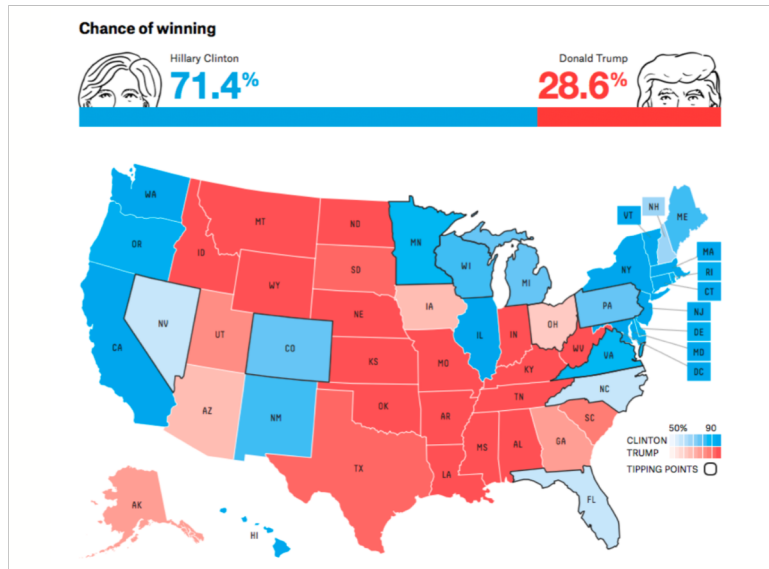 Chance of winning
Hillary Clinton
71.4%
Donald Trump
28.6%
WA
MT
ND
MN
VT
NH
ME
OR
ID
SD
WI
MI
NY
MA
RI
CT
WY
IA
PA
NJ
NV
NE
OH
DE
UT
IL
IN
MD
CA
CO
WV
VA
DC
KS
MO
KY
NC
TN
AZ
NM
OK
AR
SC
MS
AL
GA
TX
LA
50% 90
CLINTON
TRUMP
TIPPING POINTS
AK
HI
FL